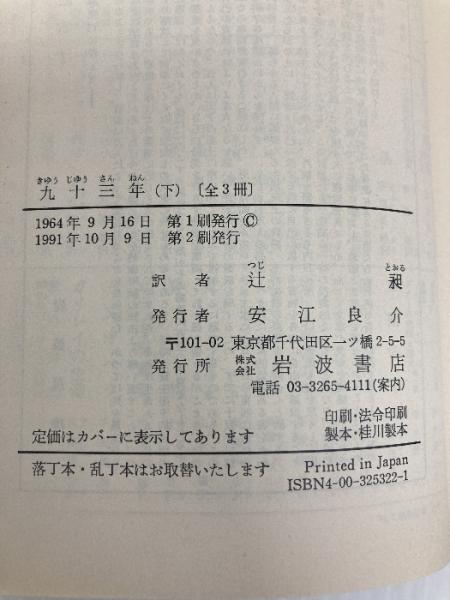 きゆう じゆう さん ねん
九十三年(下)〔全3冊〕
1964年9月16日 第1刷発行©
1991年10月9日 第2刷発行
つじ とおる
訳者 辻昶
発行者 安江良介
〒101-02 東京都千代田区一ツ橋2-5-5
発行所 株式会社 岩波書店
電話 03-3265-4111(案内)
印刷・法令印刷
定価はカバーに表示してあります 製本・桂川製本
落丁本・乱丁本はお取替いたします Printed in Japan
ISBN4-00-325322-1